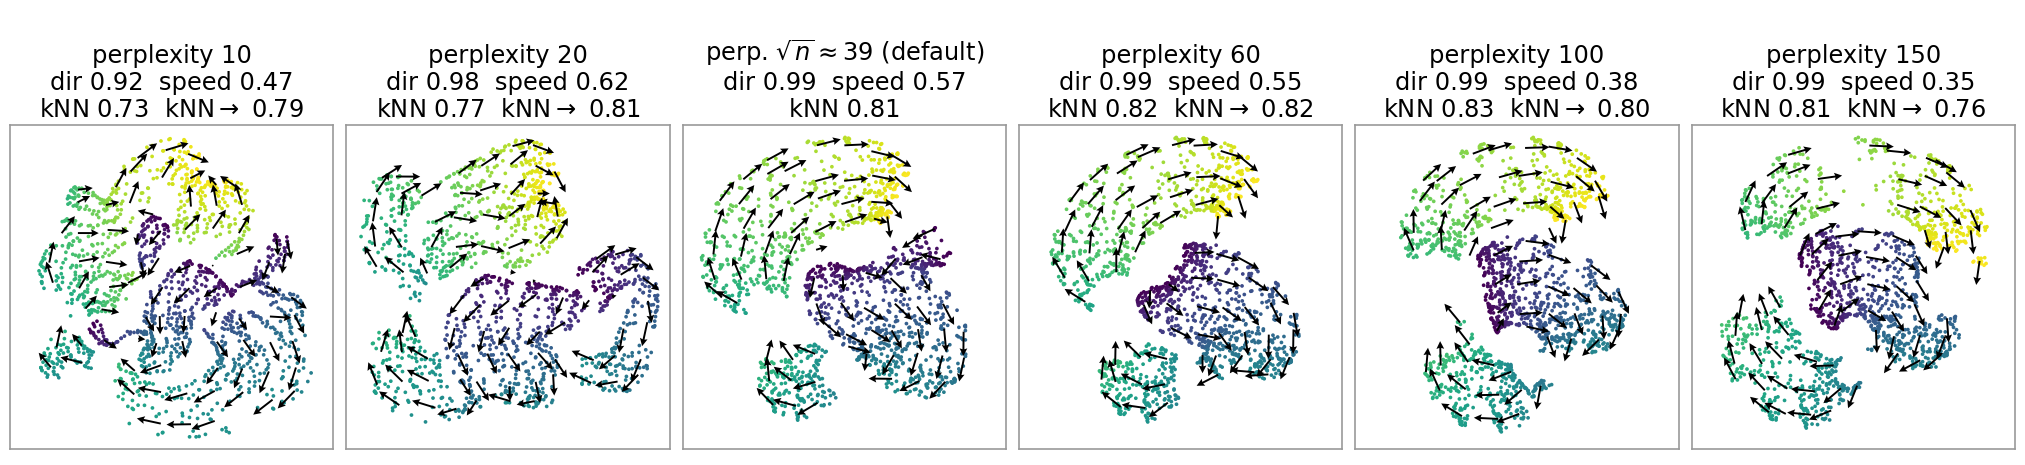 perplexity 10
dir 0.92 speed 0.47
kNN 0.73 kNN→ 0.79
perplexity 20
dir 0.98 speed 0.62
kNN 0.77 kNN→ 0.81
perp. √n ≈ 39 (default)
dir 0.99 speed 0.57
kNN 0.81
perplexity 60
dir 0.99 speed 0.55
kNN 0.82 kNN→ 0.82
perplexity 100
dir 0.99 speed 0.38
kNN 0.83 kNN→ 0.80
perplexity 150
dir 0.99 speed 0.35
kNN 0.81 kNN→ 0.76